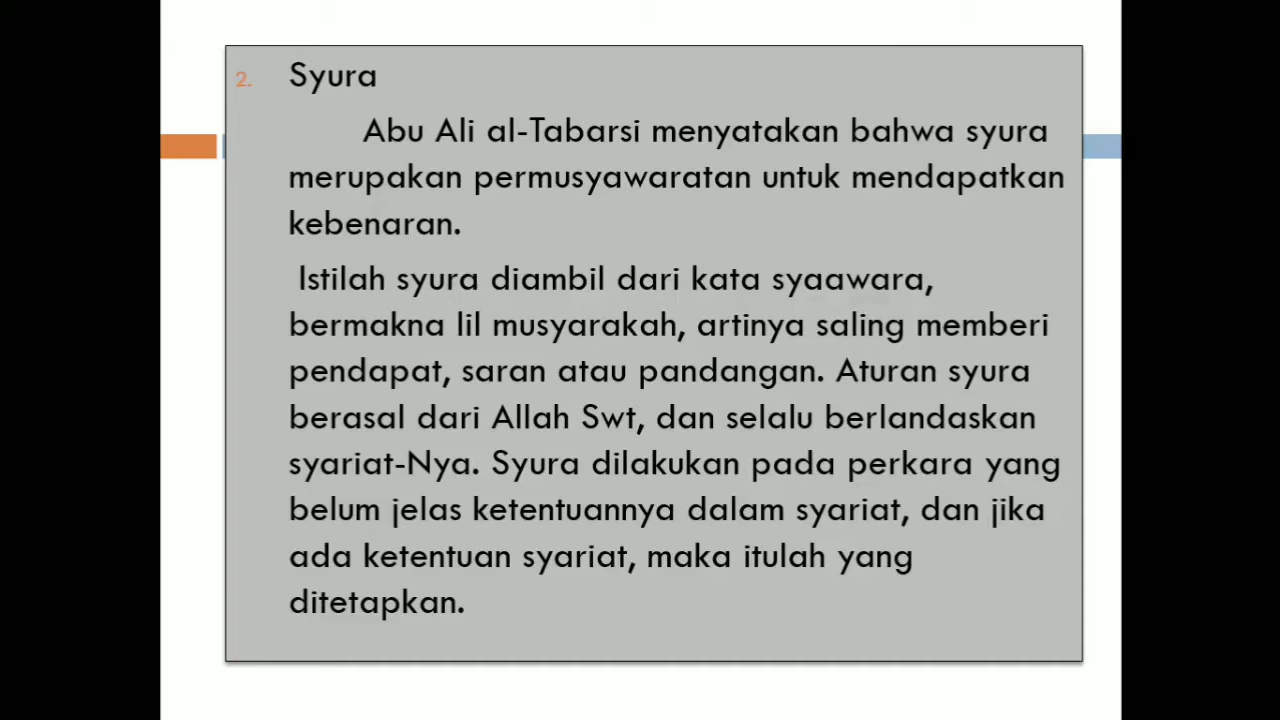 2. Syura
Abu Ali al-Tabarsi menyatakan bahwa syura
merupakan permusyawaratan untuk mendapatkan
kebenaran.
Istilah syura diambil dari kata syaawara,
bermakna lil musyarakah, artinya saling memberi
pendapat, saran atau pandangan. Aturan syura
berasal dari Allah Swt, dan selalu berlandaskan
syariat-Nya. Syura dilakukan pada perkara yang
belum jelas ketentuannya dalam syariat, dan jika
ada ketentuan syariat, maka itulah yang
ditetapkan.